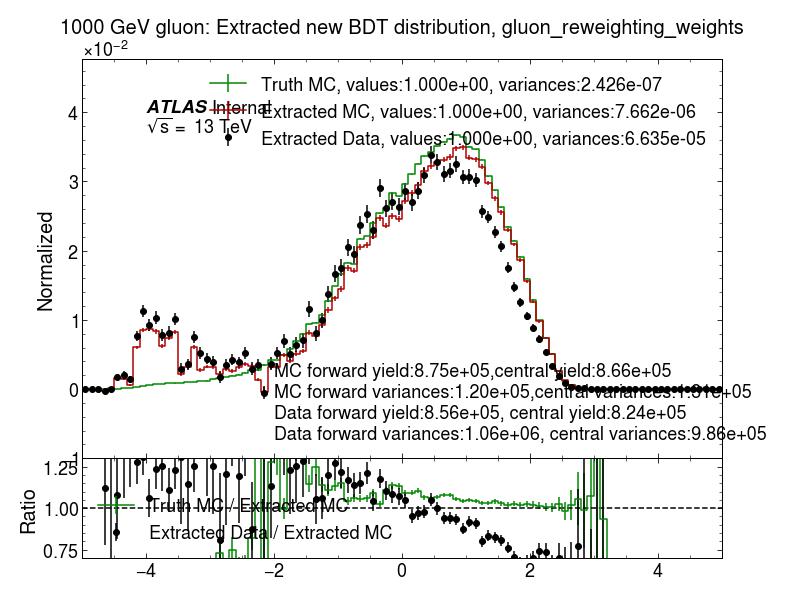 1000 GeV gluon: Extracted new BDT distribution, gluon_reweighting_weights
×10⁻²
Truth MC, values:1.000e+00, variances:2.426e-07
ATLAS Internal
Extracted MC, values:1.000e+00, variances:7.662e-06
√s = 13 TeV
Extracted Data, values:1.000e+00, variances:6.635e-05
4
3
2
1
0
Normalized
MC forward yield:8.75e+05,central yield:8.66e+05
MC forward variances:1.20e+05,central variances:
Data forward yield:8.56e+05, central yield:8.24e+05
Data forward variances:1.06e+06, central variances:9.86e+05
1
1.25
1.00
0.75
Ratio
Truth MC / Extracted MC
Extracted Data / Extracted MC
−4 −2 0 2 4